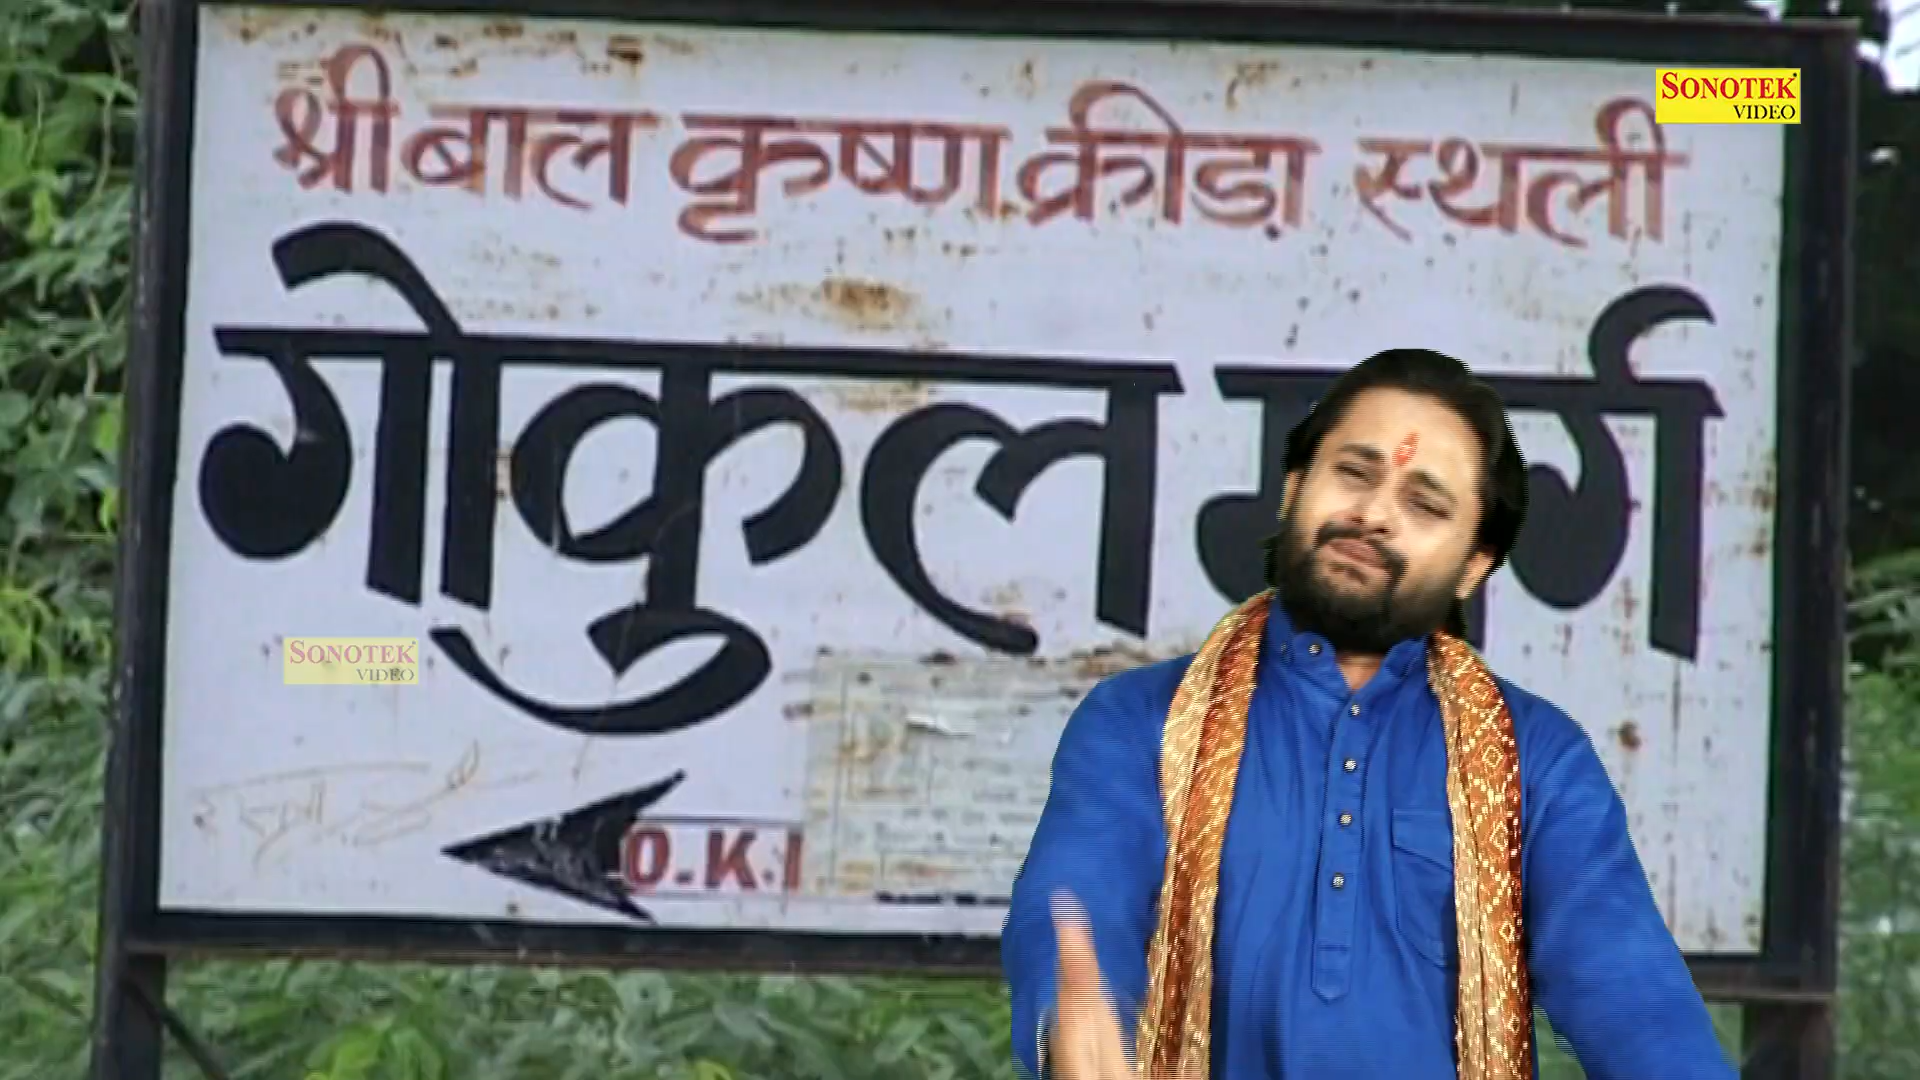 SONOTEK
VIDEO
श्री बाल कृष्ण क्रीडा़ स्थली
गोकुल मार्ग
SONOTEK
VIDEO
O.K.I